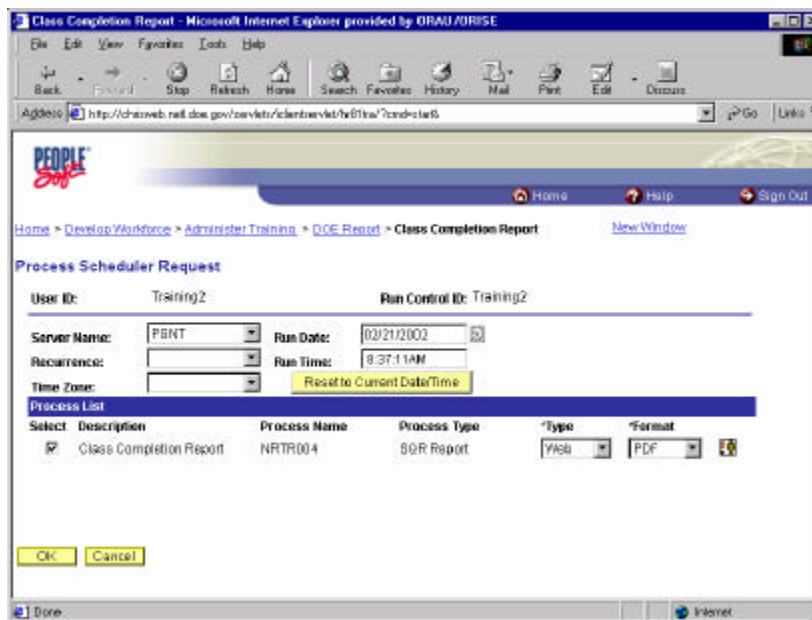 Class Completion Report - Microsoft Internet Explorer provided by ORAU/ORISE
File Edit View Favorites Tools Help
Back Forward Stop Refresh Home Search Favorites History Mail Print Edit Discuss
Address http://chrisweb.netl.doe.gov/servlets/iclientservlet/hr81tra/?cmd=start& Go Links
PEOPLE
Soft
Home Help Sign Out
Home > Develop Workforce > Administer Training > DOE Report > Class Completion Report New Window
Process Scheduler Request
User ID: Training2 Run Control ID: Training2
Server Name: PSNT Run Date: 02/21/2002
Recurrence: Run Time: 8:37:11AM
Time Zone: Reset to Current Date/Time
Process List
Select Description Process Name Process Type *Type *Format
Class Completion Report NRTR004 SQR Report Web PDF
OK Cancel
Done Internet